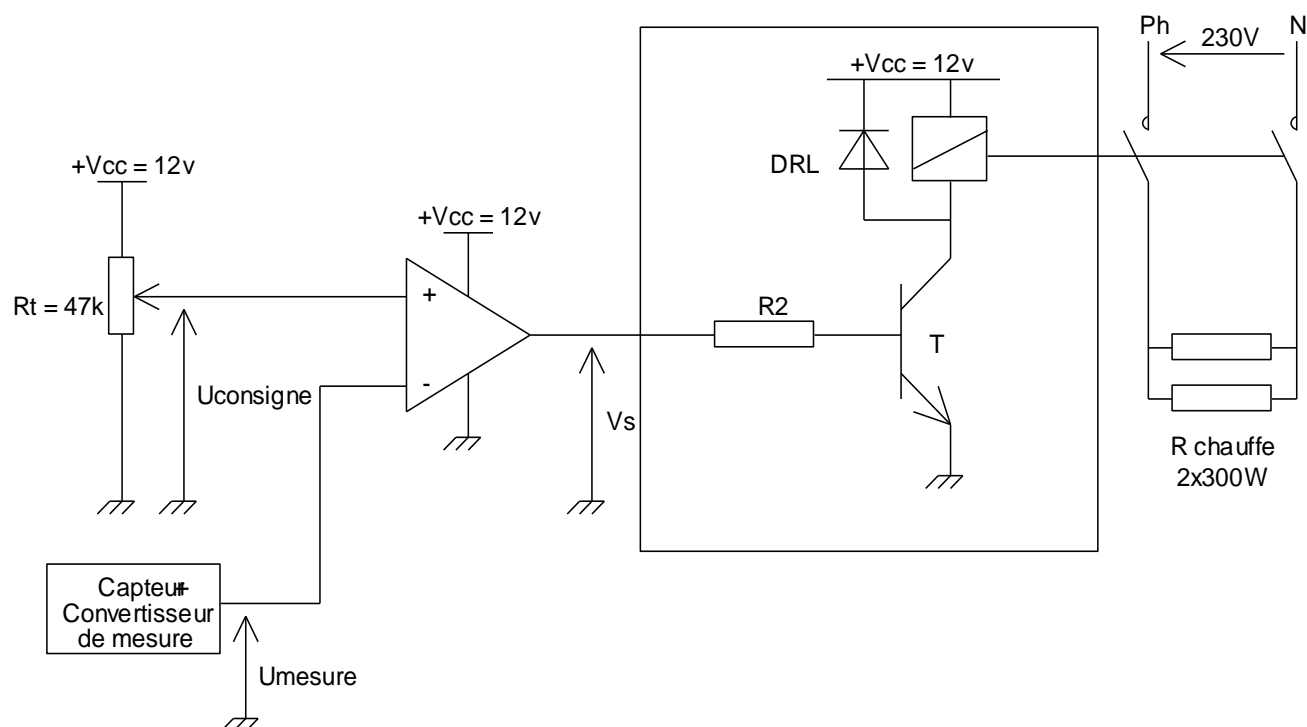 Ph
N
230V
+Vcc = 12v
DRL
+Vcc = 12v
+Vcc = 12v
Rt = 47k
+
-
Uconsigne
Vs
R2
T
R chauffe
2x300W
Capteur+
Convertisseur
de mesure
Umesure